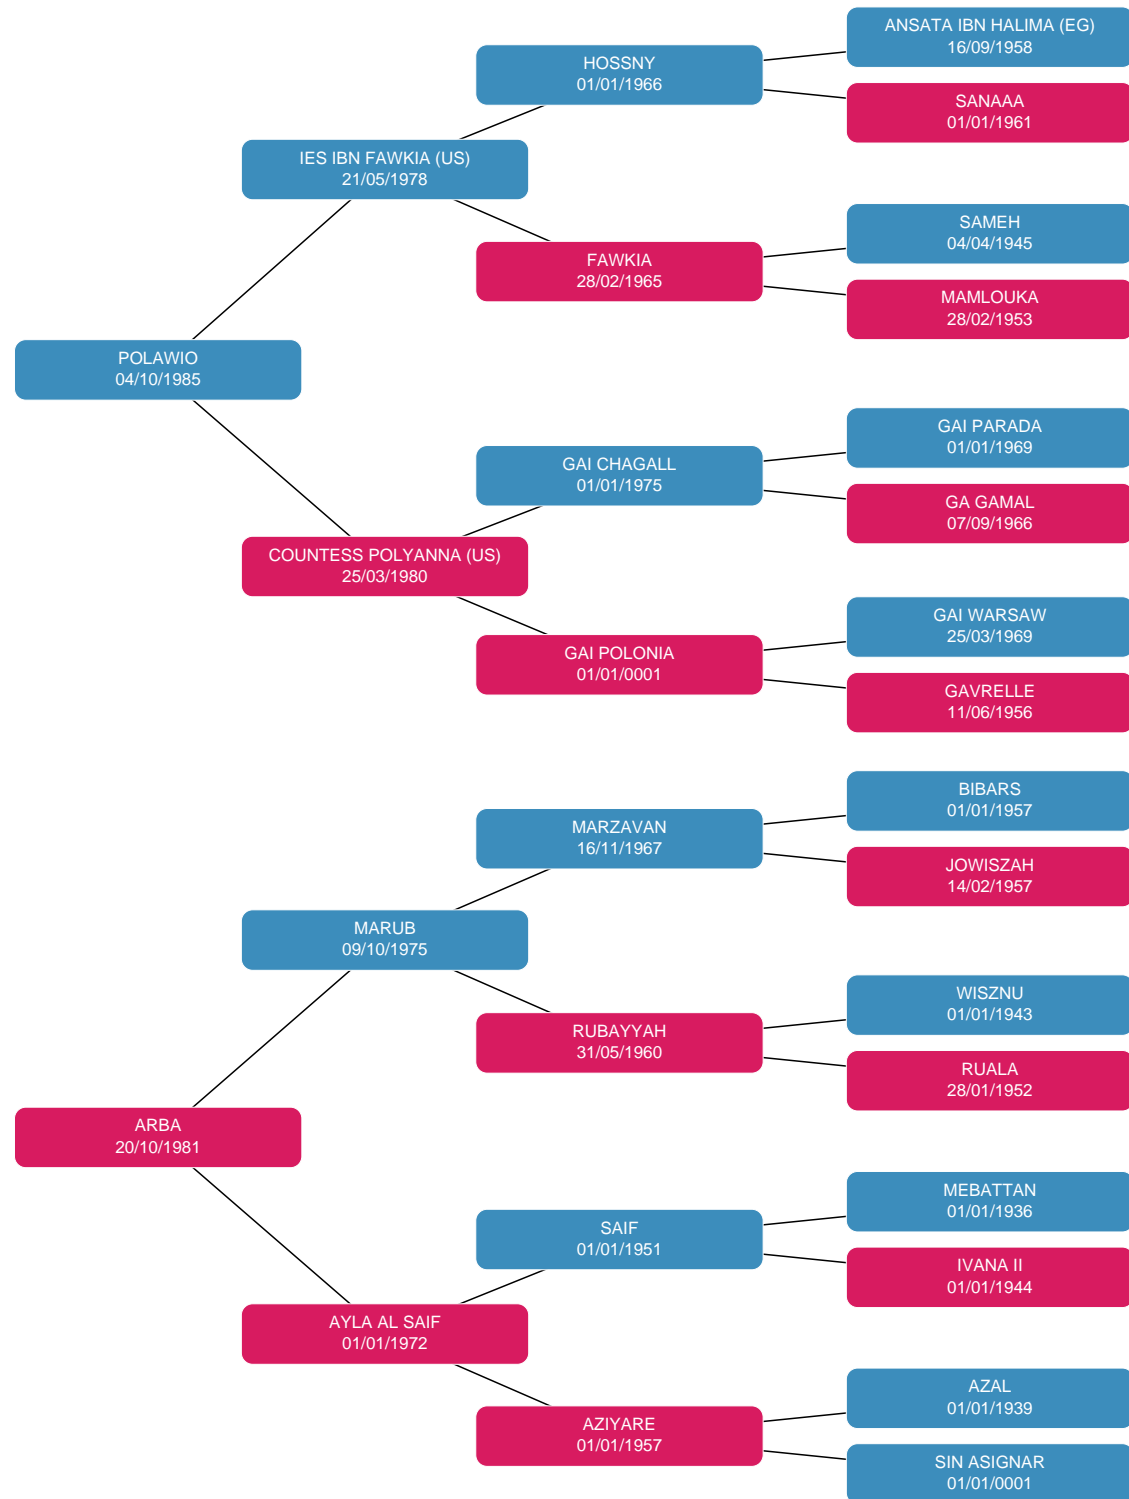 ANSATA IBN HALIMA (EG)
16/09/1958
HOSSNY
01/01/1966
SANAAA
01/01/1961
IES IBN FAWKIA (US)
21/05/1978
SAMEH
04/04/1945
FAWKIA
28/02/1965
MAMLOUKA
28/02/1953
POLAWIO
04/10/1985
GAI PARADA
01/01/1969
GAI CHAGALL
01/01/1975
GA GAMAL
07/09/1966
COUNTESS POLYANNA (US)
25/03/1980
GAI WARSAW
25/03/1969
GAI POLONIA
01/01/0001
GAVRELLE
11/06/1956
BIBARS
01/01/1957
MARZAVAN
16/11/1967
JOWISZAH
14/02/1957
MARUB
09/10/1975
WISZNU
01/01/1943
RUBAYYAH
31/05/1960
RUALA
28/01/1952
ARBA
20/10/1981
MEBATTAN
01/01/1936
SAIF
01/01/1951
IVANA II
01/01/1944
AYLA AL SAIF
01/01/1972
AZAL
01/01/1939
AZIYARE
01/01/1957
SIN ASIGNAR
01/01/0001